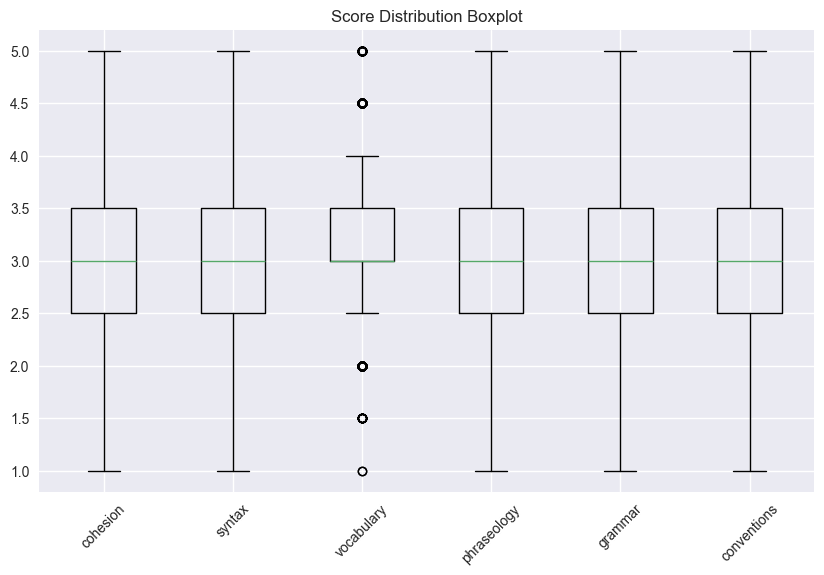 Score Distribution Boxplot
5.0
4.5
4.0
3.5
3.0
2.5
2.0
1.5
1.0
cohesion
syntax
vocabulary
phraseology
grammar
conventions